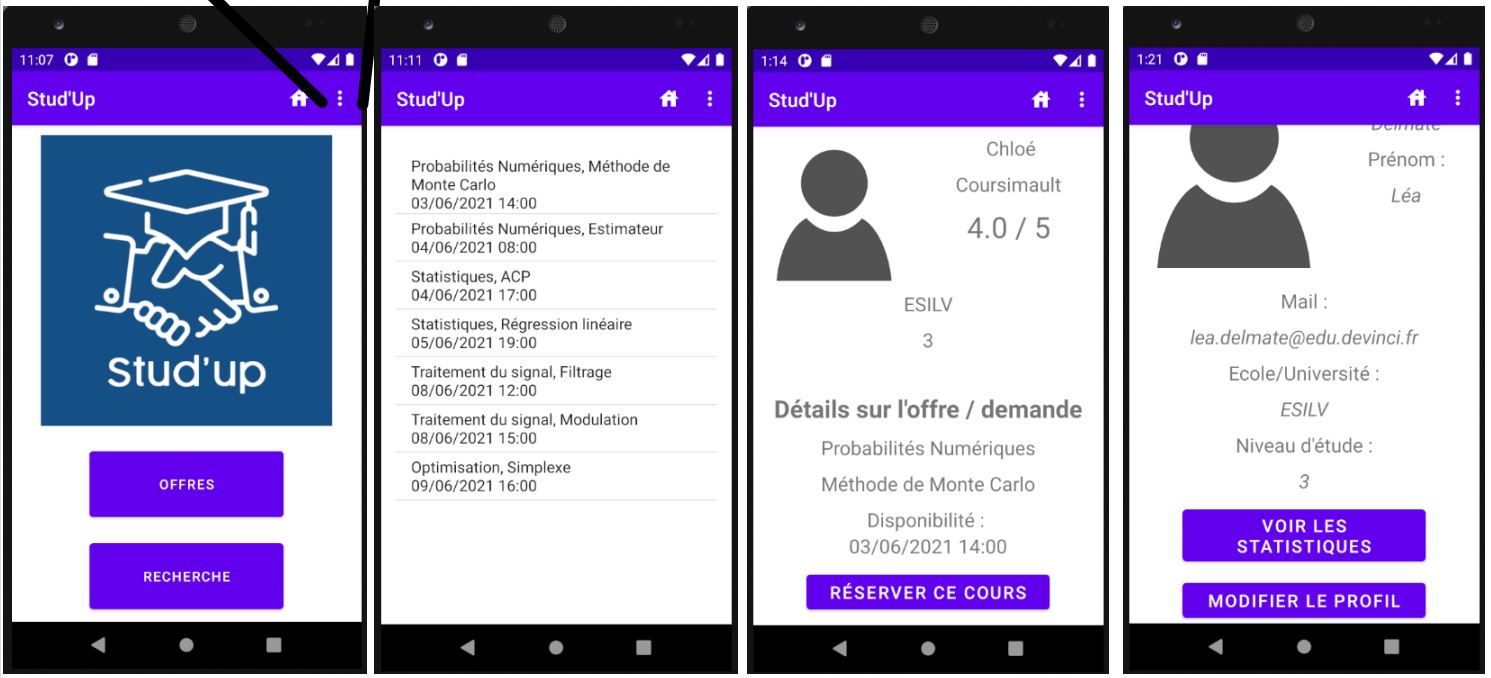 11:07
Stud'Up
Stud'up
OFFRES
RECHERCHE
11:11
Stud'Up
Probabilités Numériques, Méthode de
Monte Carlo
03/06/2021 14:00
Probabilités Numériques, Estimateur
04/06/2021 08:00
Statistiques, ACP
04/06/2021 17:00
Statistiques, Régression linéaire
05/06/2021 19:00
Traitement du signal, Filtrage
08/06/2021 12:00
Traitement du signal, Modulation
08/06/2021 15:00
Optimisation, Simplexe
09/06/2021 16:00
1:14
Stud'Up
Chloé
Coursimault
4.0 / 5
ESILV
3
Détails sur l'offre / demande
Probabilités Numériques
Méthode de Monte Carlo
Disponibilité :
03/06/2021 14:00
RÉSERVER CE COURS
1:21
Stud'Up
Delmate
Prénom :
Léa
Mail :
lea.delmate@edu.devinci.fr
Ecole/Université :
ESILV
Niveau d'étude :
3
VOIR LES
STATISTIQUES
MODIFIER LE PROFIL